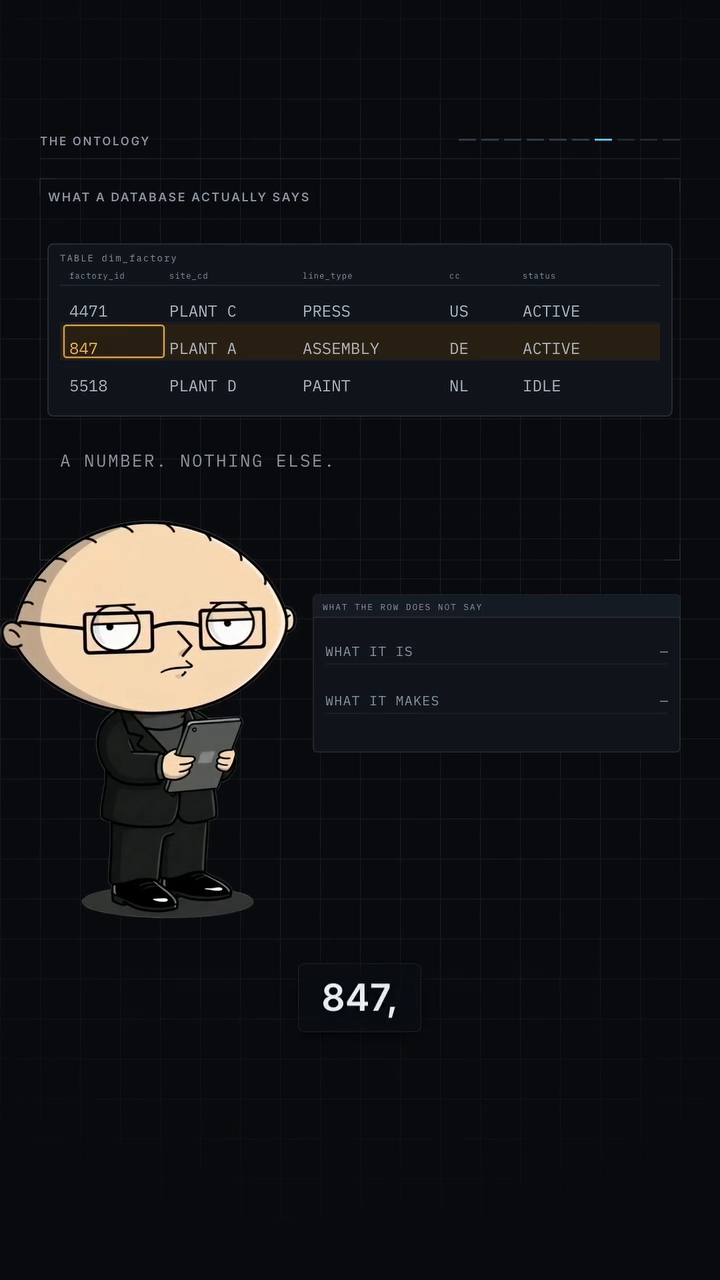 THE ONTOLOGY
WHAT A DATABASE ACTUALLY SAYS
TABLE dim_factory
factory_id site_cd line_type cc status
4471 PLANT C PRESS US ACTIVE
847 PLANT A ASSEMBLY DE ACTIVE
5518 PLANT D PAINT NL IDLE
A NUMBER. NOTHING ELSE.
WHAT THE ROW DOES NOT SAY
WHAT IT IS —
WHAT IT MAKES —
847,